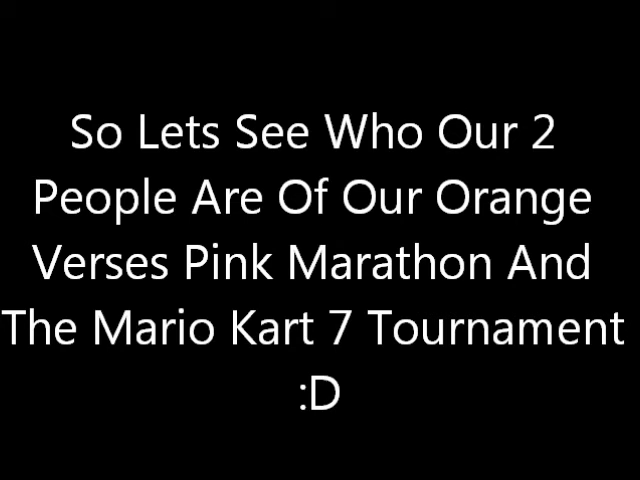 So Lets See Who Our 2
People Are Of Our Orange
Verses Pink Marathon And
The Mario Kart 7 Tournament
:D